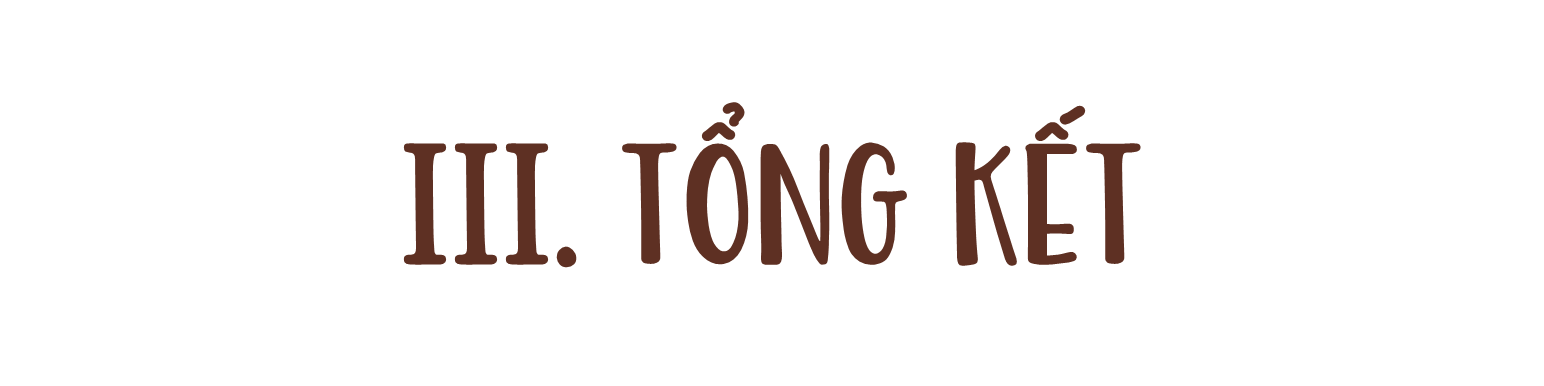 III. TỔNG KẾT